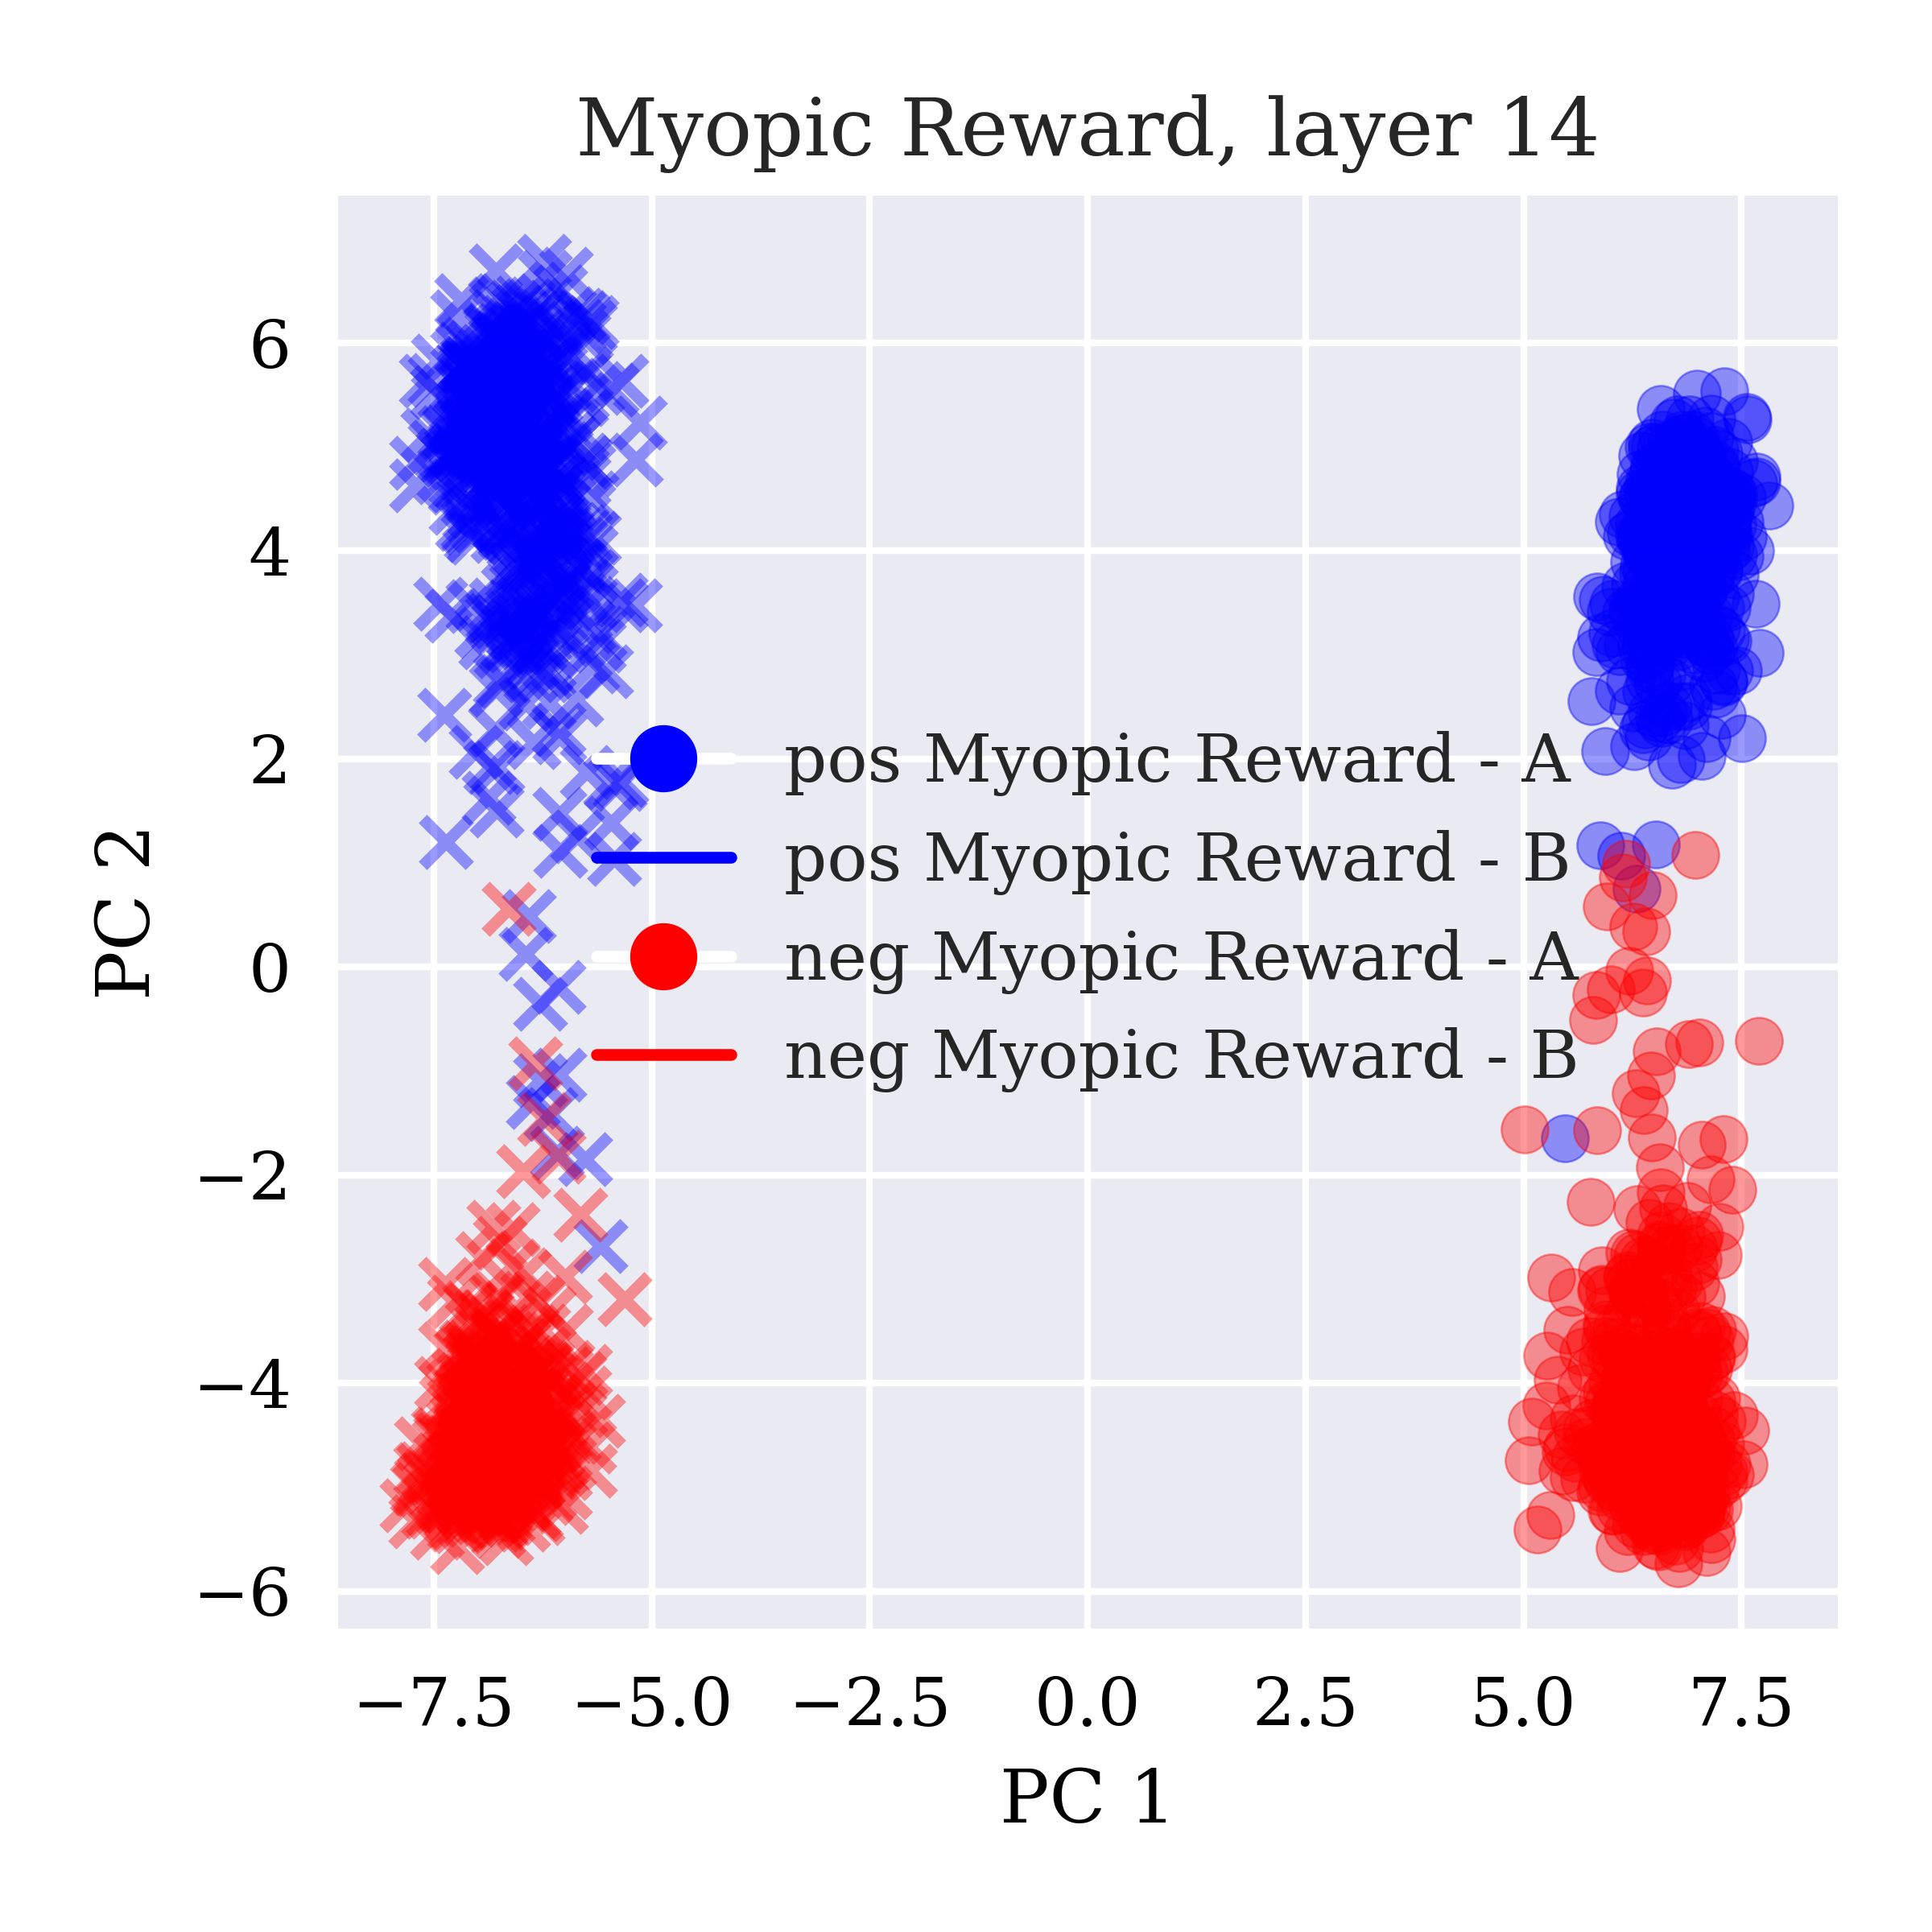 Myopic Reward, layer 14
6
4
2
0
−2
−4
−6
PC 2
pos Myopic Reward - A
pos Myopic Reward - B
neg Myopic Reward - A
neg Myopic Reward - B
−7.5 −5.0 −2.5 0.0 2.5 5.0 7.5
PC 1